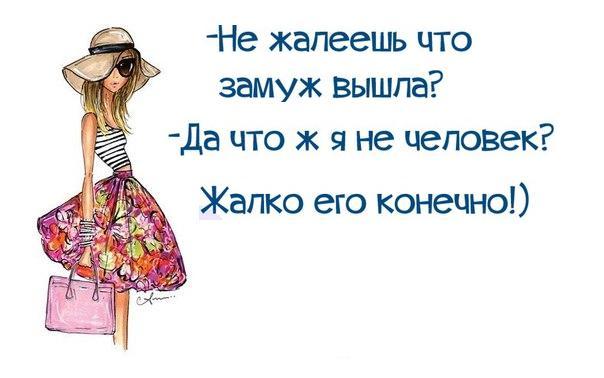 -Не жалеешь что
замуж вышла?
-Да что ж я не человек?
Жалко его конечно!)